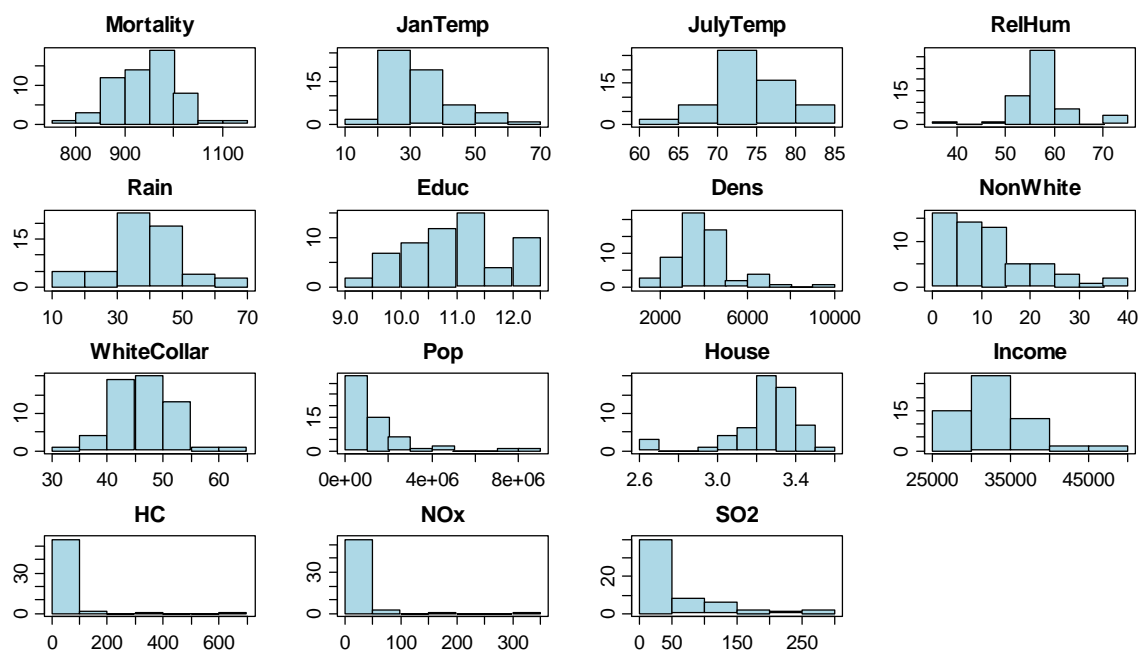 Mortality JanTemp JulyTemp RelHum
0 10
800 900 1100
0 15
10 30 50 70
0 15
60 65 70 75 80 85
0 15
40 50 60 70
Rain Educ Dens NonWhite
0 15
10 30 50 70
0 10
9.0 10.0 11.0 12.0
0 10
2000 6000 10000
0 10
0 10 20 30 40
WhiteCollar Pop House Income
0 10
30 40 50 60
0 15
0e+00 4e+06 8e+06
0 10
2.6 3.0 3.4
0 15
25000 35000 45000
HC NOx SO2
0 30
0 200 400 600
0 30
0 100 200 300
0 20
0 50 150 250